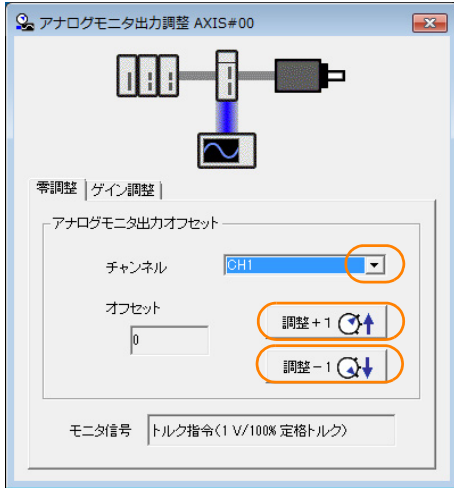 アナログモニタ出力調整 AXIS#00
零調整 ゲイン調整
アナログモニタ出力オフセット
チャンネル CH1
オフセット
0
調整+1
調整-1
モニタ信号 トルク指令(1 V/100% 定格トルク)